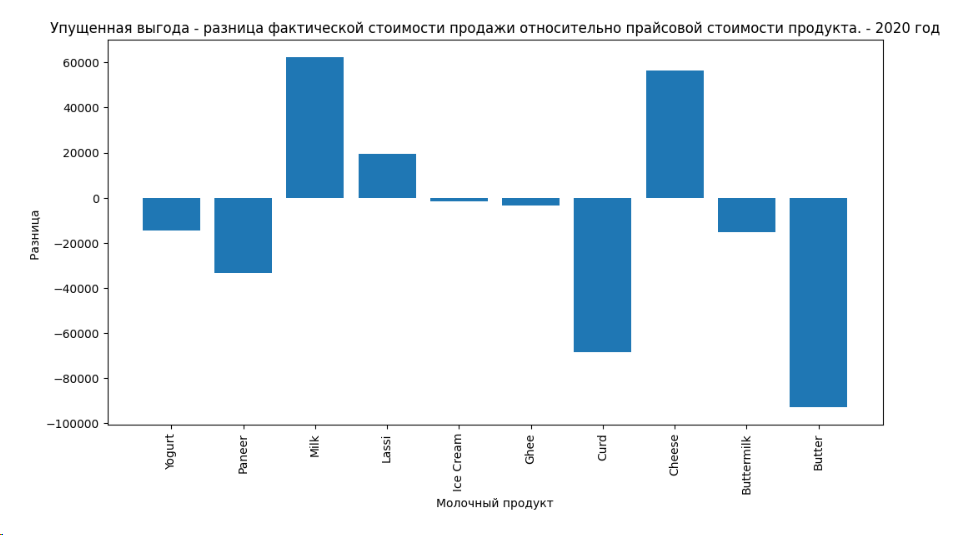 Упущенная выгода - разница фактической стоимости продажи относительно прайсовой стоимости продукта. - 2020 год
60000
40000
20000
0
−20000
−40000
−60000
−80000
−100000
Разница
Yogurt
Paneer
Milk
Lassi
Ice Cream
Ghee
Curd
Cheese
Buttermilk
Butter
Молочный продукт